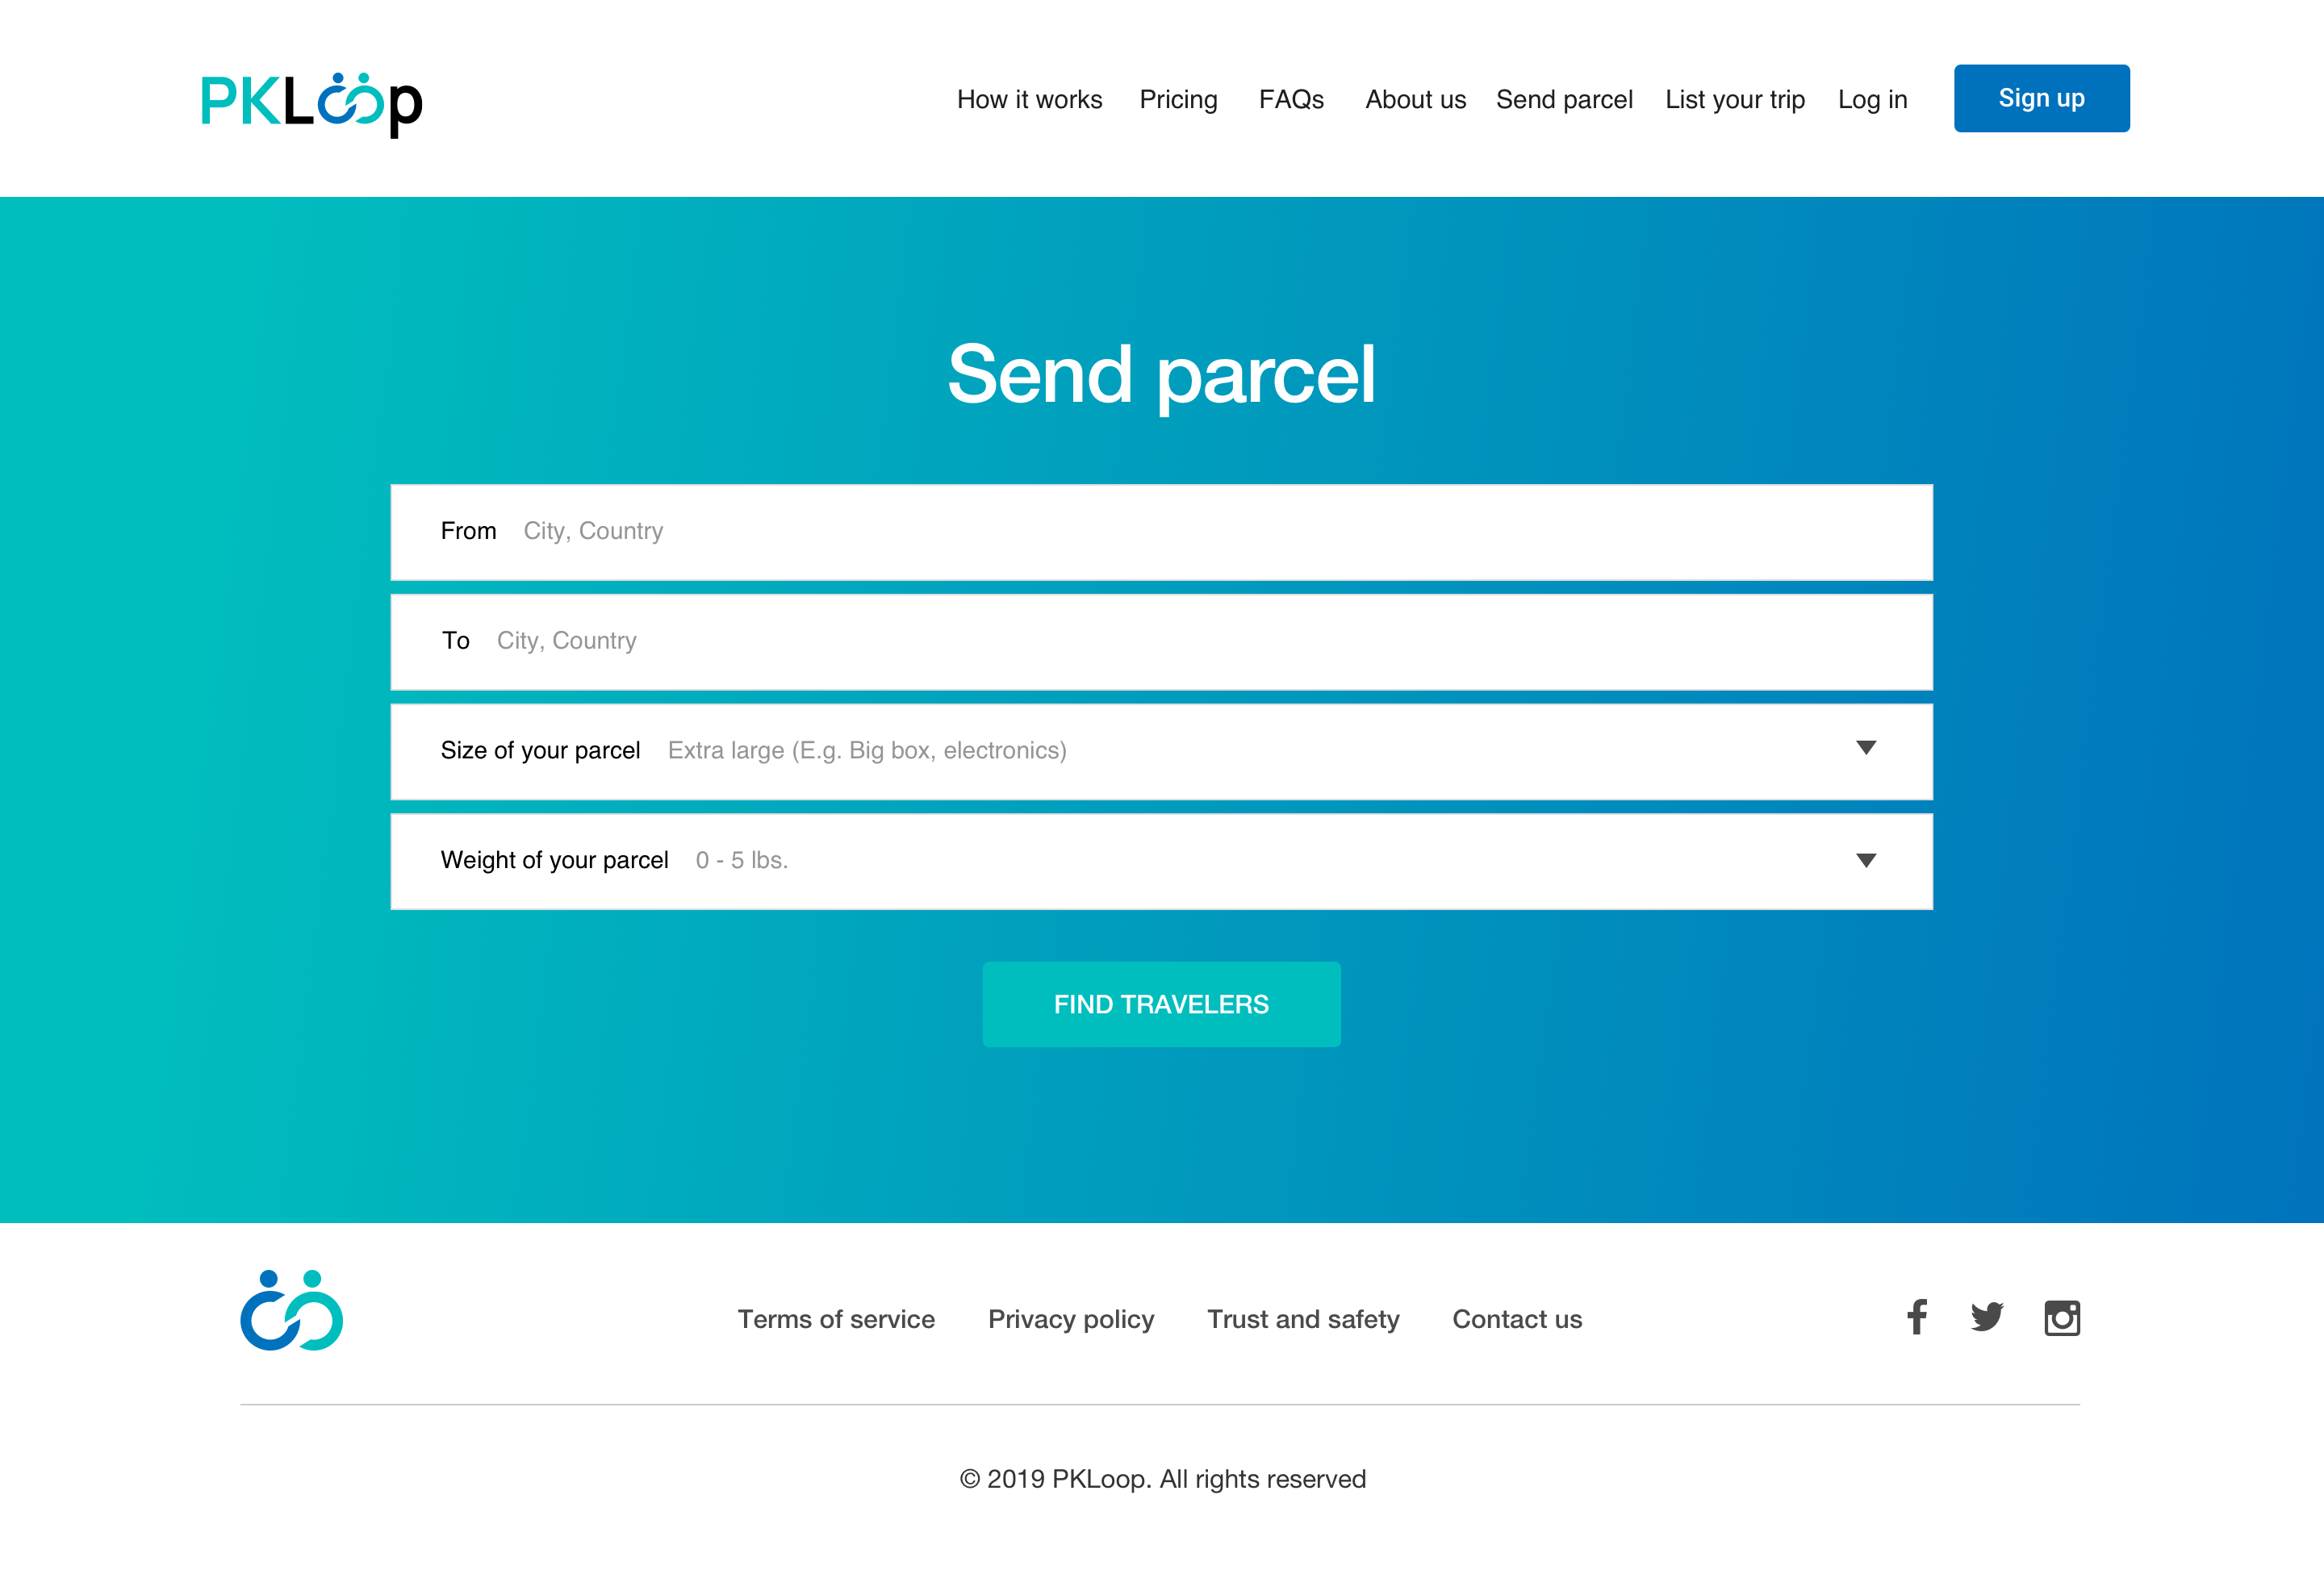 PKLoop
How it works Pricing FAQs About us Send parcel List your trip Log in Sign up
Send parcel
From City, Country
To City, Country
Size of your parcel Extra large (E.g. Big box, electronics)
Weight of your parcel 0 - 5 lbs.
FIND TRAVELERS
Terms of service Privacy policy Trust and safety Contact us
© 2019 PKLoop. All rights reserved